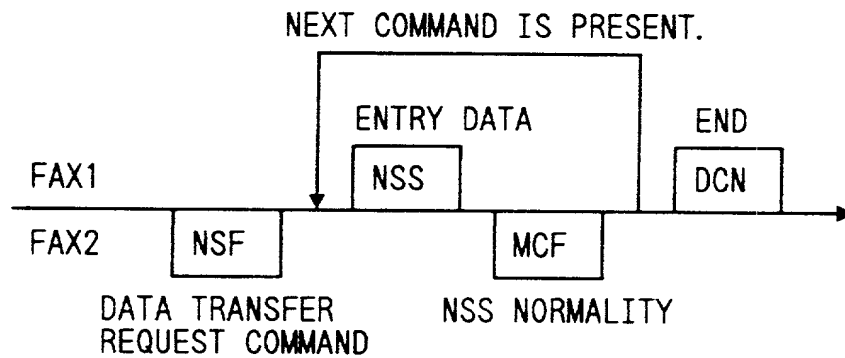 NEXT COMMAND IS PRESENT.
ENTRY DATA
END
FAX1
NSS
DCN
FAX2
NSF
MCF
DATA TRANSFER
REQUEST COMMAND
NSS NORMALITY